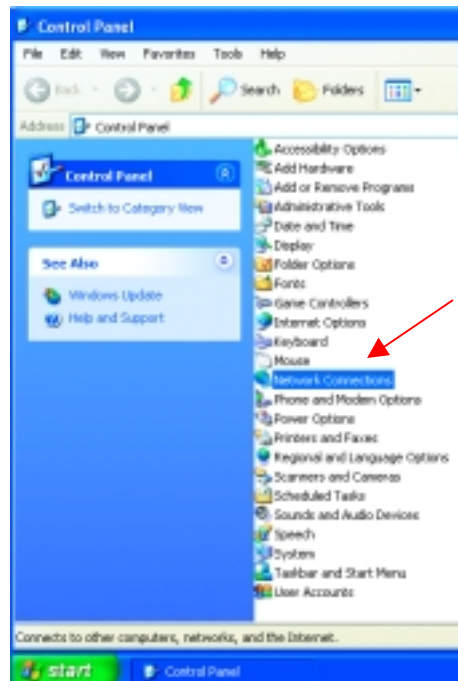 Control Panel
File Edit View Favorites Tools Help
Back Search Folders
Address Control Panel
Control Panel
Switch to Category View
See Also
Windows Update
Help and Support
Accessibility Options
Add Hardware
Add or Remove Programs
Administrative Tools
Date and Time
Display
Folder Options
Fonts
Game Controllers
Internet Options
Keyboard
Mouse
Network Connections
Phone and Modem Options
Power Options
Printers and Faxes
Regional and Language Options
Scanners and Cameras
Scheduled Tasks
Sounds and Audio Devices
Speech
System
Taskbar and Start Menu
User Accounts
Connects to other computers, networks, and the Internet.
start Control Panel